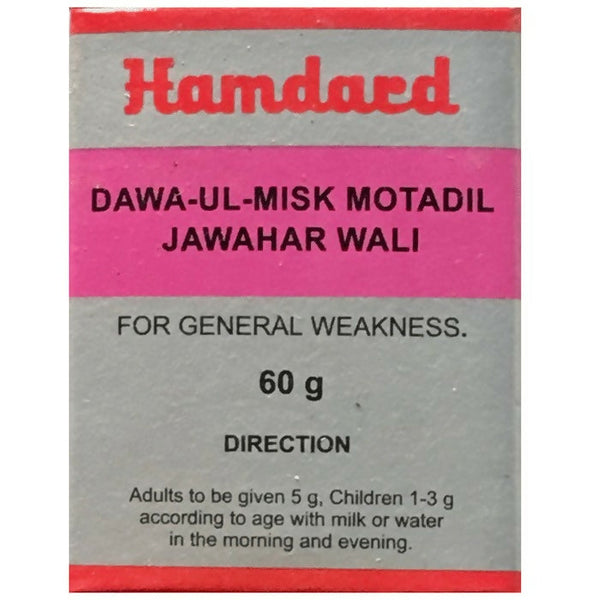 Hamdard
DAWA-UL-MISK MOTADIL
JAWAHAR WALI
FOR GENERAL WEAKNESS.
60 g
DIRECTION
Adults to be given 5 g, Children 1-3 g
according to age with milk or water
in the morning and evening.